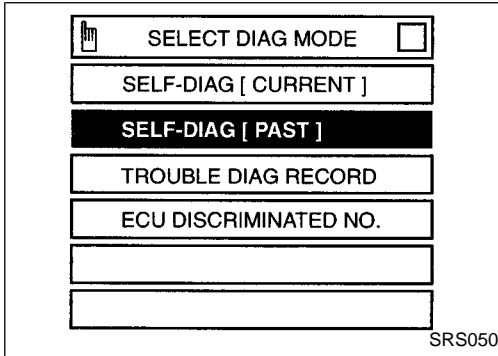 SELECT DIAG MODE
SELF-DIAG [ CURRENT ]
SELF-DIAG [ PAST ]
TROUBLE DIAG RECORD
ECU DISCRIMINATED NO.
SRS050